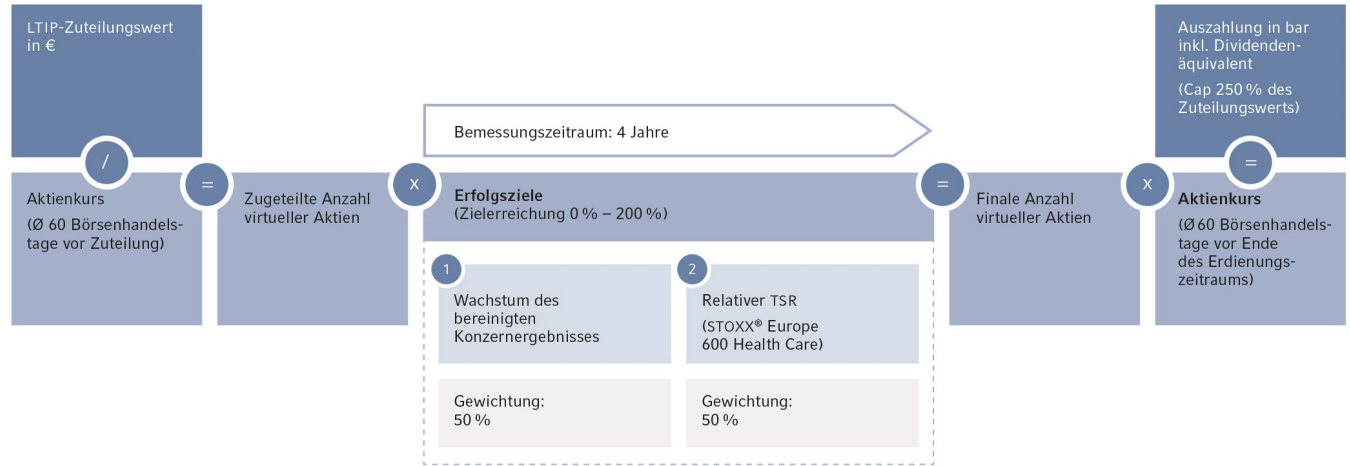 LTIP-Zuteilungswert
in €
/
Aktienkurs
(Ø 60 Börsenhandels-
tage vor Zuteilung)
=
Zugeteilte Anzahl
virtueller Aktien
x
Bemessungszeitraum: 4 Jahre
Erfolgsziele
(Zielerreichung 0 % – 200 %)
1
Wachstum des
bereinigten
Konzernergebnisses
Gewichtung:
50 %
2
Relativer TSR
(STOXX® Europe
600 Health Care)
Gewichtung:
50 %
=
Finale Anzahl
virtueller Aktien
x
Aktienkurs
(Ø 60 Börsenhandels-
tage vor Ende
des Erdienungs-
zeitraums)
=
Auszahlung in bar
inkl. Dividenden-
äquivalent
(Cap 250 % des
Zuteilungswerts)